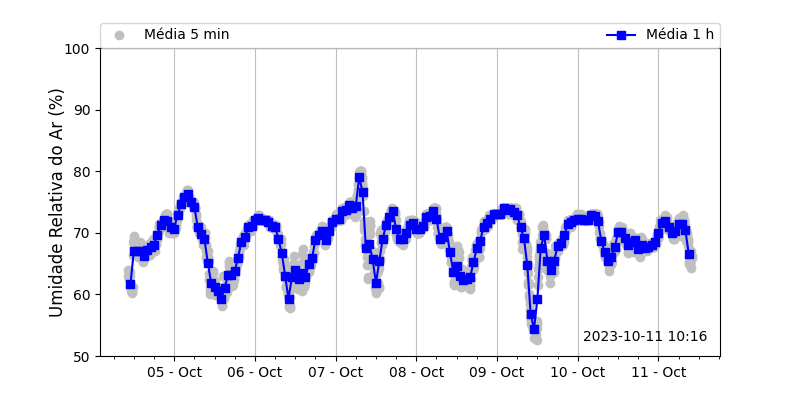 Média 5 min
Média 1 h
Umidade Relativa do Ar (%)
100
90
80
70
60
50
2023-10-11 10:16
05 - Oct
06 - Oct
07 - Oct
08 - Oct
09 - Oct
10 - Oct
11 - Oct